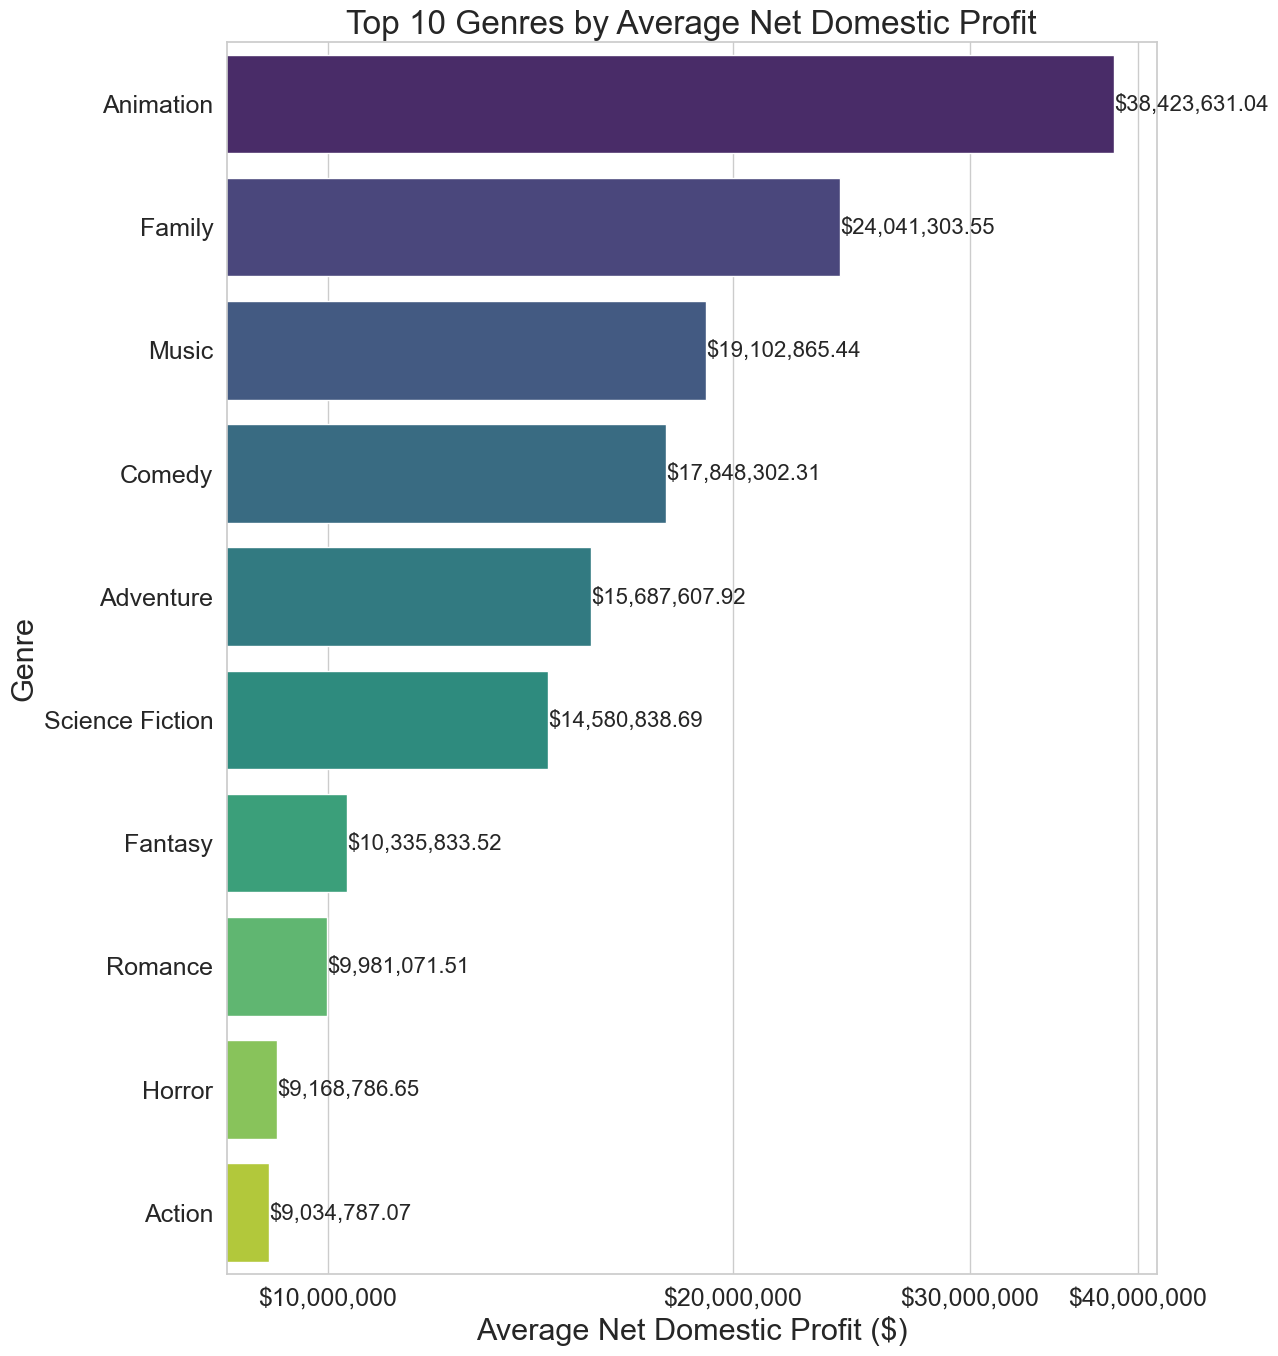 Top 10 Genres by Average Net Domestic Profit
Animation
$38,423,631.04
Family
$24,041,303.55
Music
$19,102,865.44
Comedy
$17,848,302.31
Adventure
$15,687,607.92
Genre
Science Fiction
$14,580,838.69
Fantasy
$10,335,833.52
Romance
$9,981,071.51
Horror
$9,168,786.65
Action
$9,034,787.07
$10,000,000
$20,000,000
$30,000,000
$40,000,000
Average Net Domestic Profit ($)